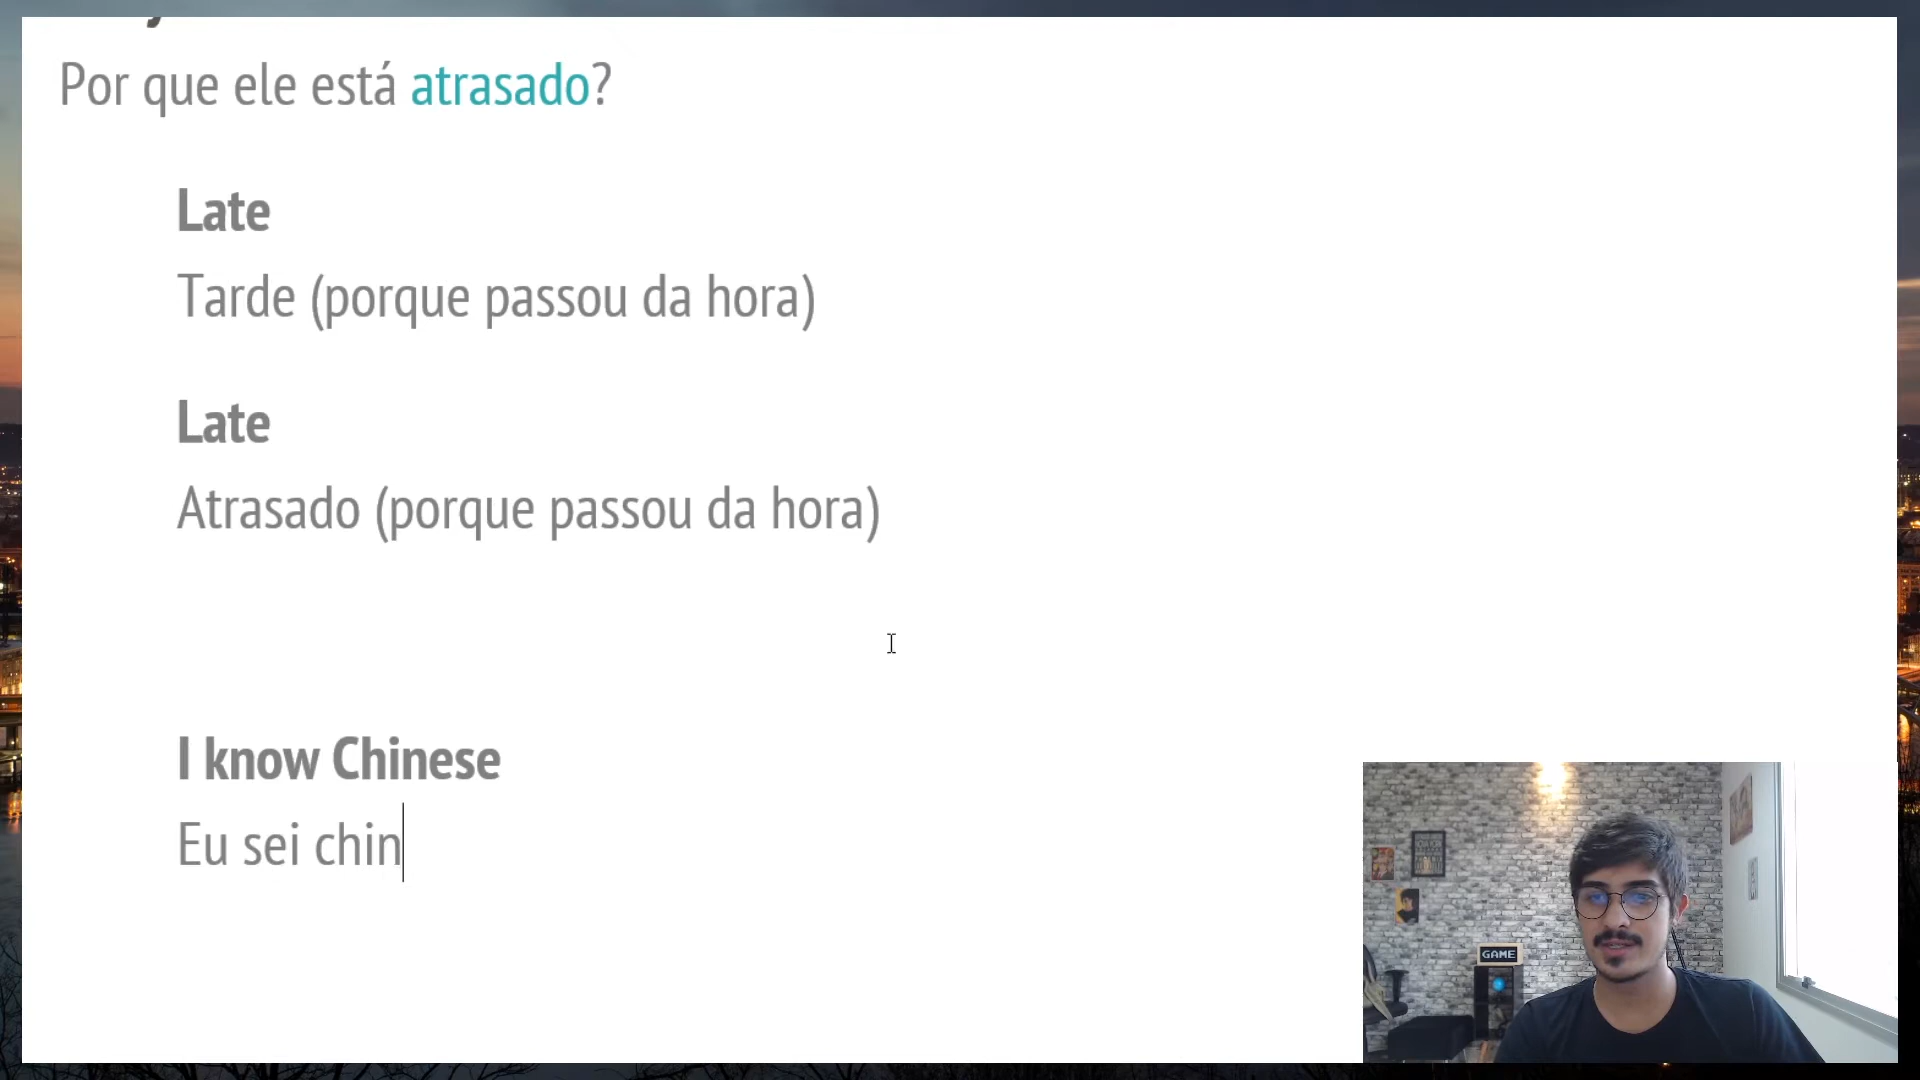 Por que ele está atrasado?
Late
Tarde (porque passou da hora)
Late
Atrasado (porque passou da hora)
I know Chinese
Eu sei chin
GAME